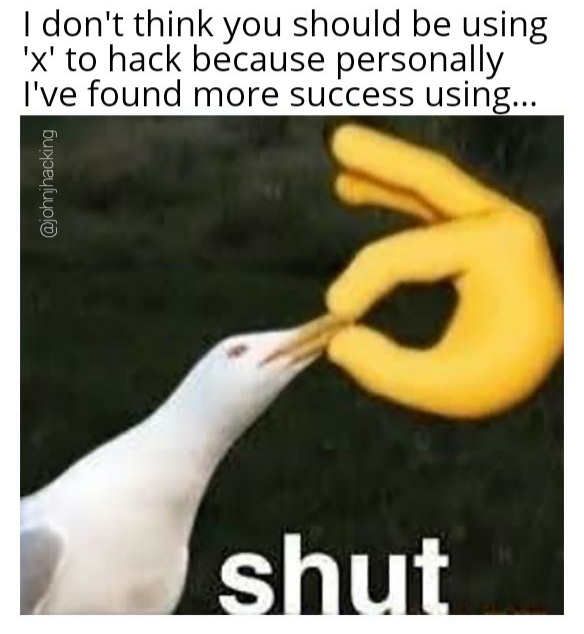 I don't think you should be using
'x' to hack because personally
I've found more success using...
@johnjhacking
shut